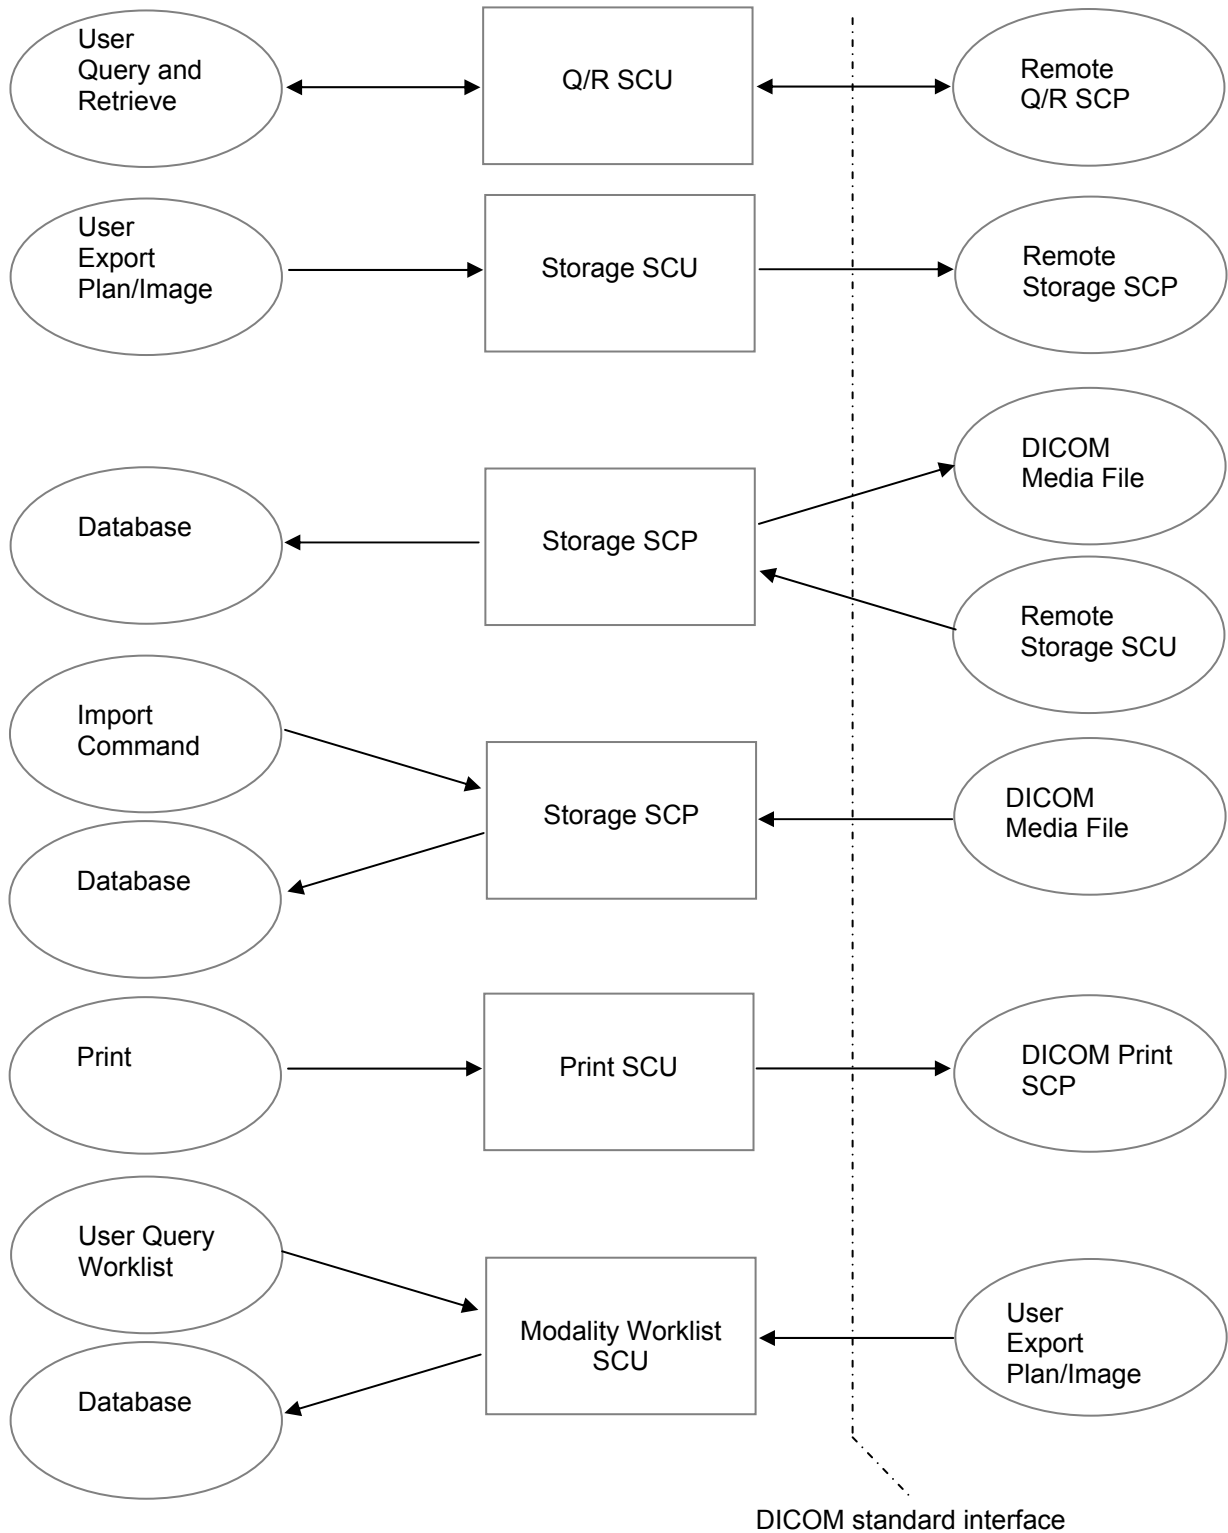 User
Query and
Retrieve
Q/R SCU
Remote
Q/R SCP
User
Export
Plan/Image
Storage SCU
Remote
Storage SCP
Database
Storage SCP
DICOM
Media File
Remote
Storage SCU
Import
Command
Database
Storage SCP
DICOM
Media File
Print
Print SCU
DICOM Print
SCP
User Query
Worklist
Database
Modality Worklist
SCU
User
Export
Plan/Image
DICOM standard interface